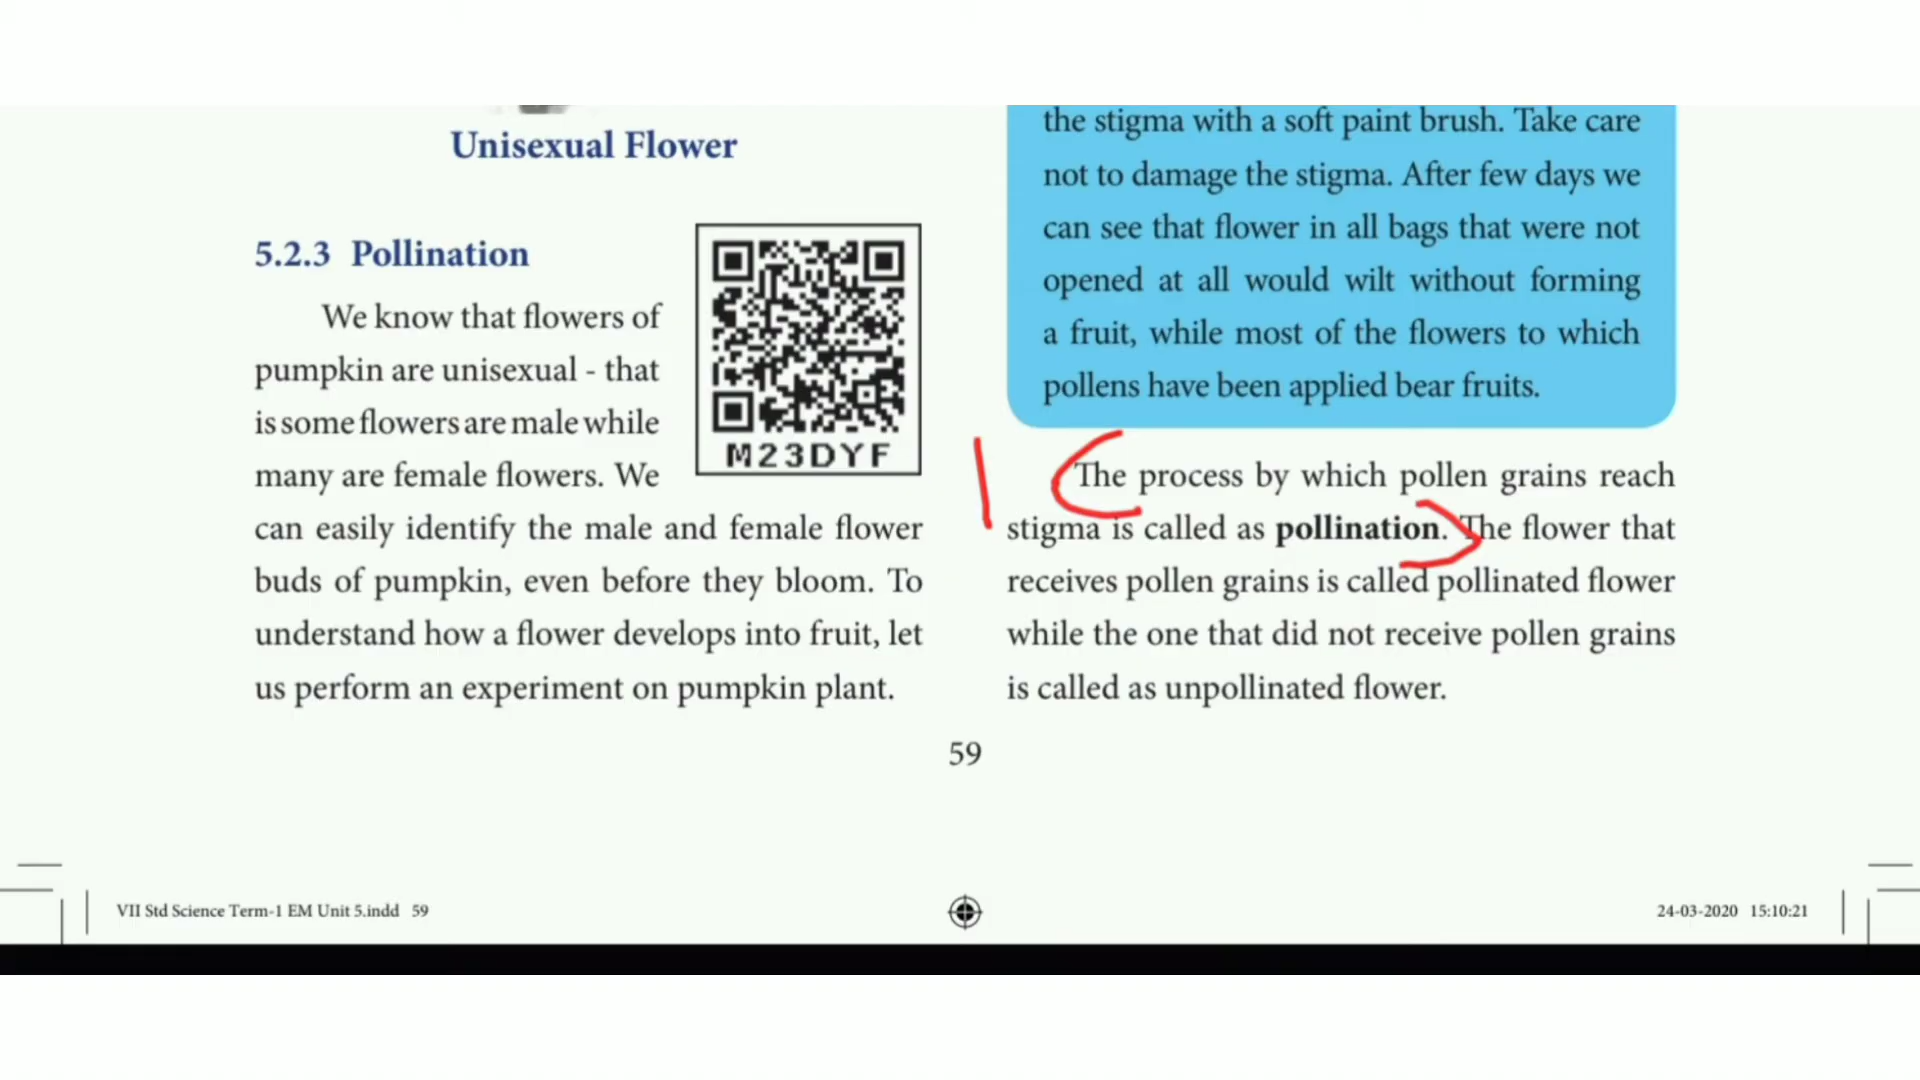 Unisexual Flower
5.2.3 Pollination
We know that flowers of
pumpkin are unisexual - that
is some flowers are male while
many are female flowers. We
can easily identify the male and female flower
buds of pumpkin, even before they bloom. To
understand how a flower develops into fruit, let
us perform an experiment on pumpkin plant.
M23DYF
the stigma with a soft paint brush. Take care
not to damage the stigma. After few days we
can see that flower in all bags that were not
opened at all would wilt without forming
a fruit, while most of the flowers to which
pollens have been applied bear fruits.
1
The process by which pollen grains reach
stigma is called as pollination. The flower that
receives pollen grains is called pollinated flower
while the one that did not receive pollen grains
is called as unpollinated flower.
59
VII Std Science Term-1 EM Unit 5.indd 59
24-03-2020 15:10:21